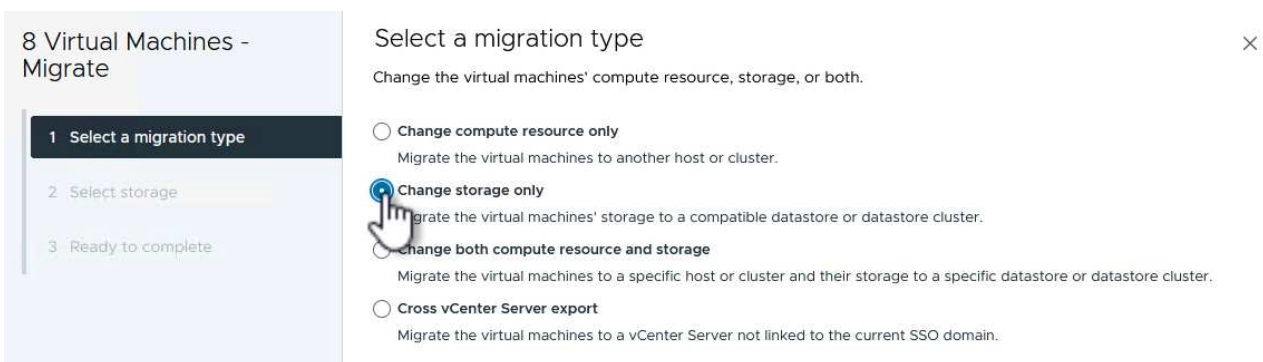 8 Virtual Machines -
Migrate
1 Select a migration type
2 Select storage
3 Ready to complete
Select a migration type
Change the virtual machines' compute resource, storage, or both.
Change compute resource only
Migrate the virtual machines to another host or cluster.
Change storage only
grate the virtual machines' storage to a compatible datastore or datastore cluster.
Change both compute resource and storage
Migrate the virtual machines to a specific host or cluster and their storage to a specific datastore or datastore cluster.
Cross vCenter Server export
Migrate the virtual machines to a vCenter Server not linked to the current SSO domain.